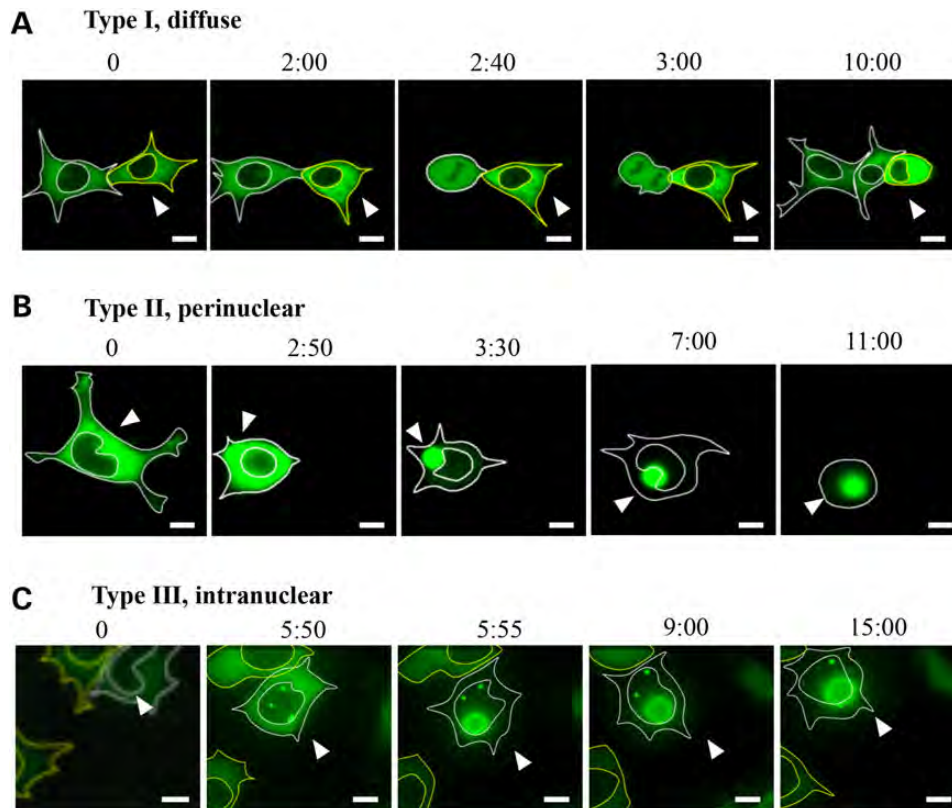 A Type I, diffuse
0 2:00 2:40 3:00 10:00
B Type II, perinuclear
0 2:50 3:30 7:00 11:00
C Type III, intranuclear
0 5:50 5:55 9:00 15:00